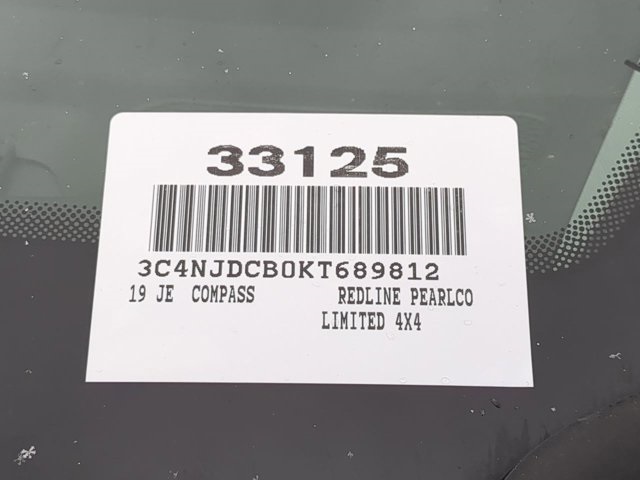 33125
3C4NJDCB0KT689812
19 JE COMPASS REDLINE PEARLCO
LIMITED 4X4